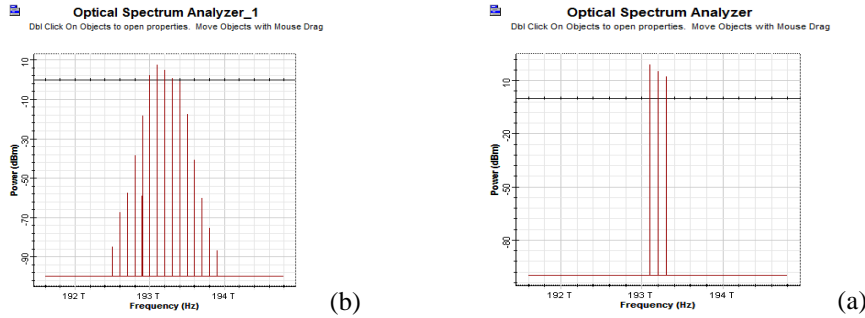 Optical Spectrum Analyzer_1
Dbl Click On Objects to open properties. Move Objects with Mouse Drag
Power (dBm)
10
-10
-30
-50
-70
-90
192 T
193 T
194 T
Frequency (Hz)
(b)
Optical Spectrum Analyzer
Dbl Click On Objects to open properties. Move Objects with Mouse Drag
Power (dBm)
10
-20
-50
-80
192 T
193 T
194 T
Frequency (Hz)
(a)